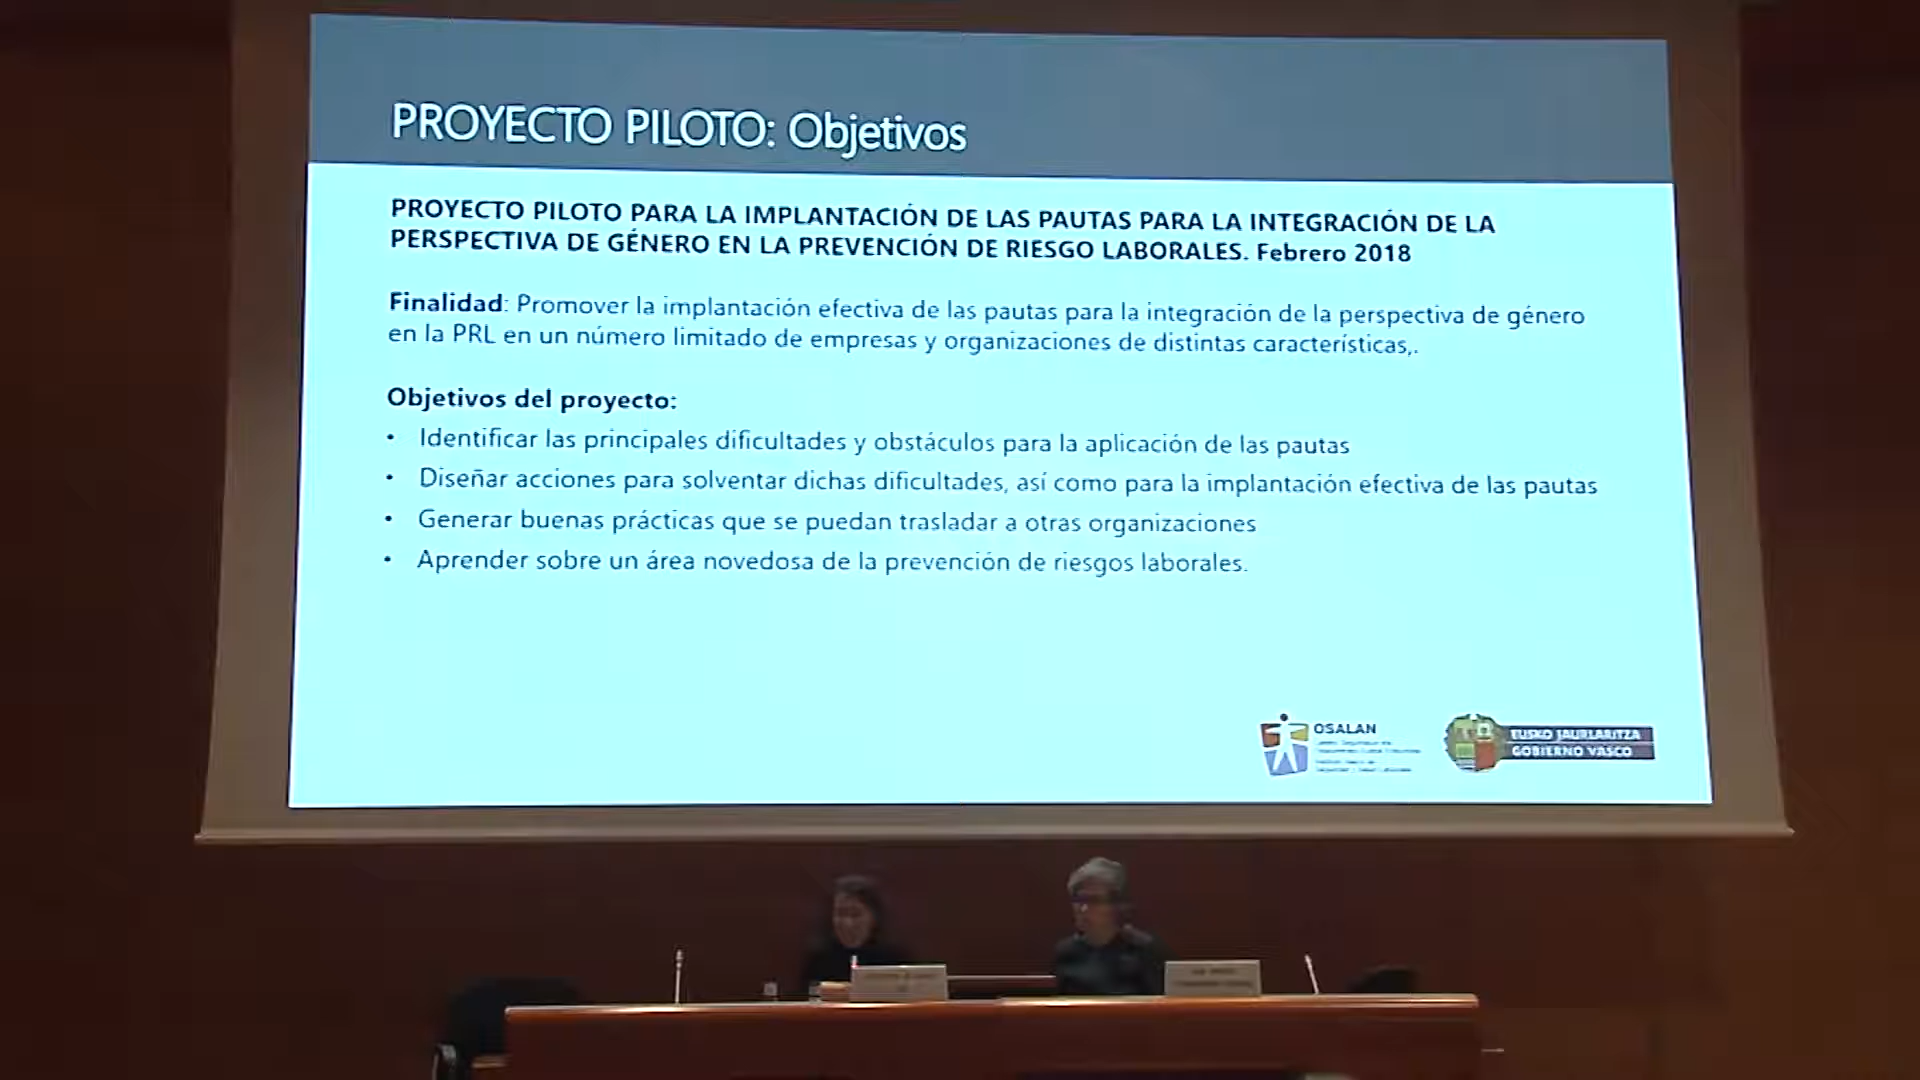 PROYECTO PILOTO: Objetivos
PROYECTO PILOTO PARA LA IMPLANTACIÓN DE LAS PAUTAS PARA LA INTEGRACIÓN DE LA
PERSPECTIVA DE GÉNERO EN LA PREVENCIÓN DE RIESGO LABORALES. Febrero 2018
Finalidad: Promover la implantación efectiva de las pautas para la integración de la perspectiva de género
en la PRL en un número limitado de empresas y organizaciones de distintas características,.
Objetivos del proyecto:
• Identificar las principales dificultades y obstáculos para la aplicación de las pautas
• Diseñar acciones para solventar dichas dificultades, así como para la implantación efectiva de las pautas
• Generar buenas prácticas que se puedan trasladar a otras organizaciones
• Aprender sobre un área novedosa de la prevención de riesgos laborales.
OSALAN
EUSKO JAURLARITZA
GOBIERNO VASCO